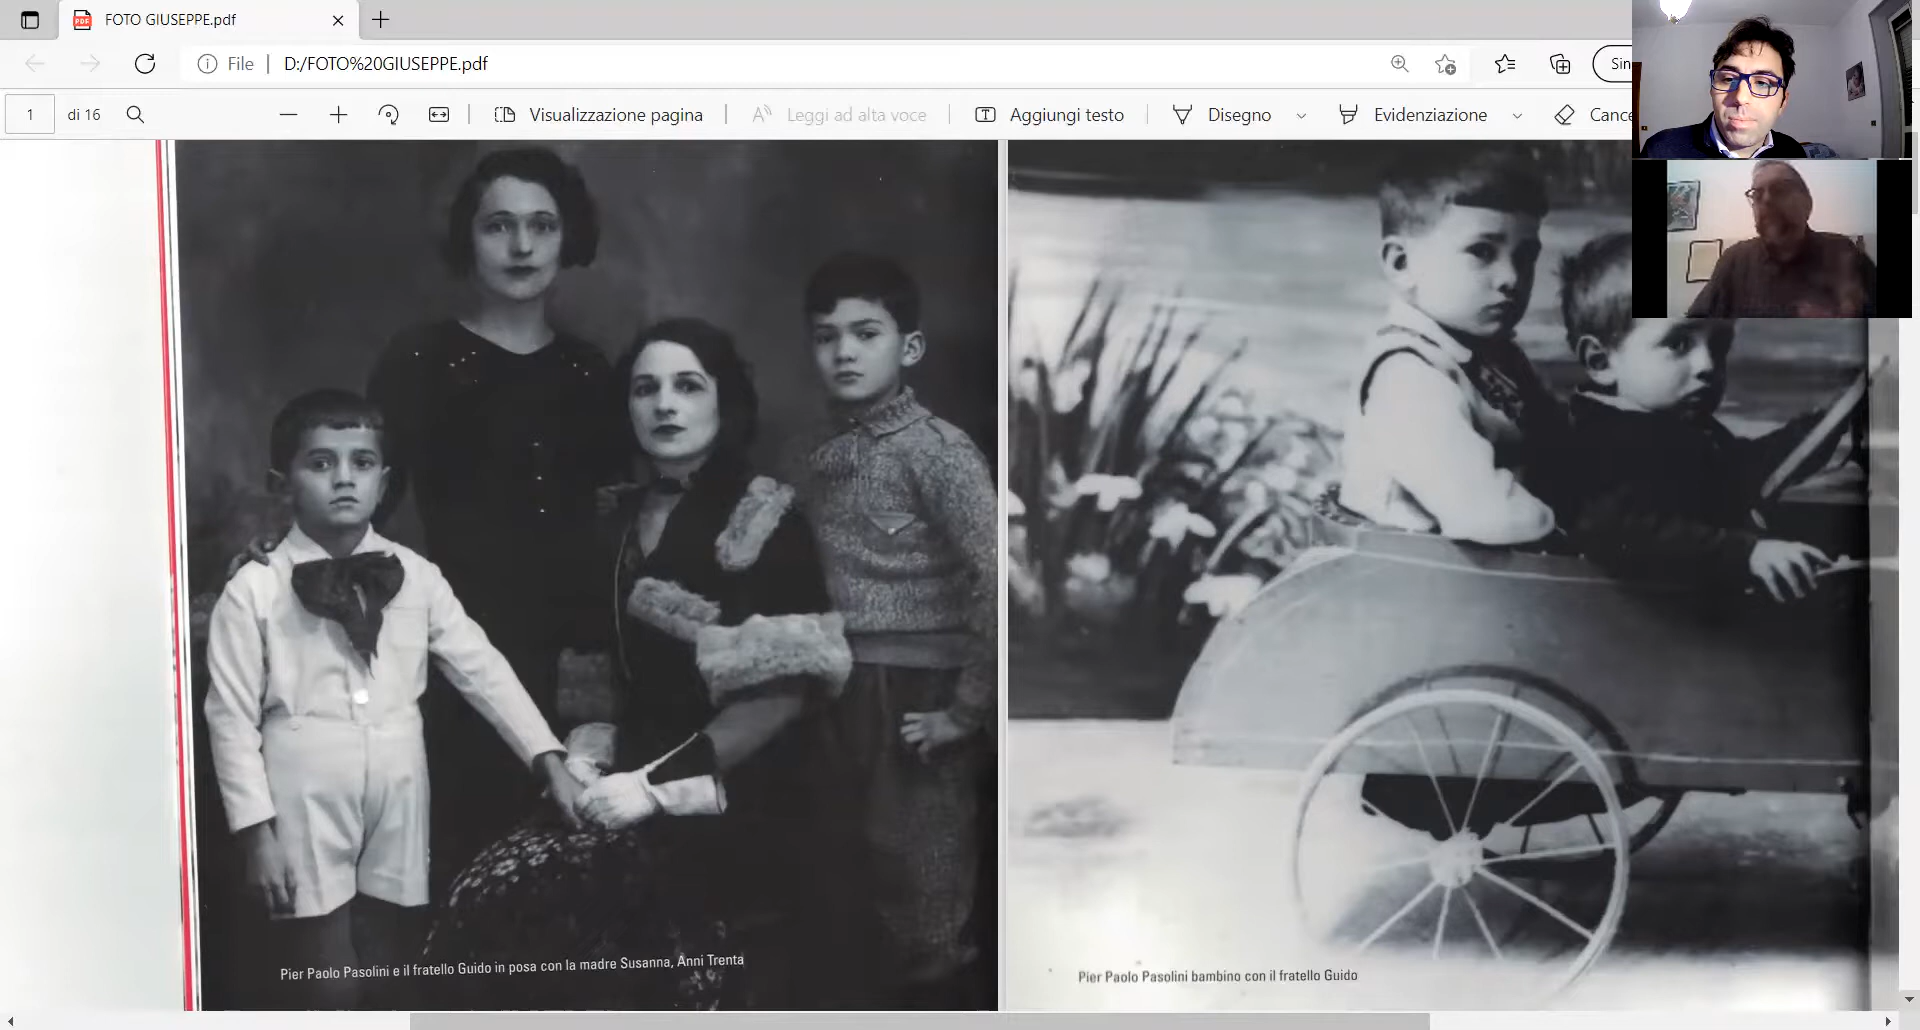 FOTO GIUSEPPE.pdf
File
D:/FOTO%20GIUSEPPE.pdf
Sin
1 di 16
Visualizzazione pagina
Leggi ad alta voce
Aggiungi testo
Disegno
Evidenziazione
Cance
Pier Paolo Pasolini e il fratello Guido in posa con la madre Susanna, Anni Trenta
Pier Paolo Pasolini bambino con il fratello Guido